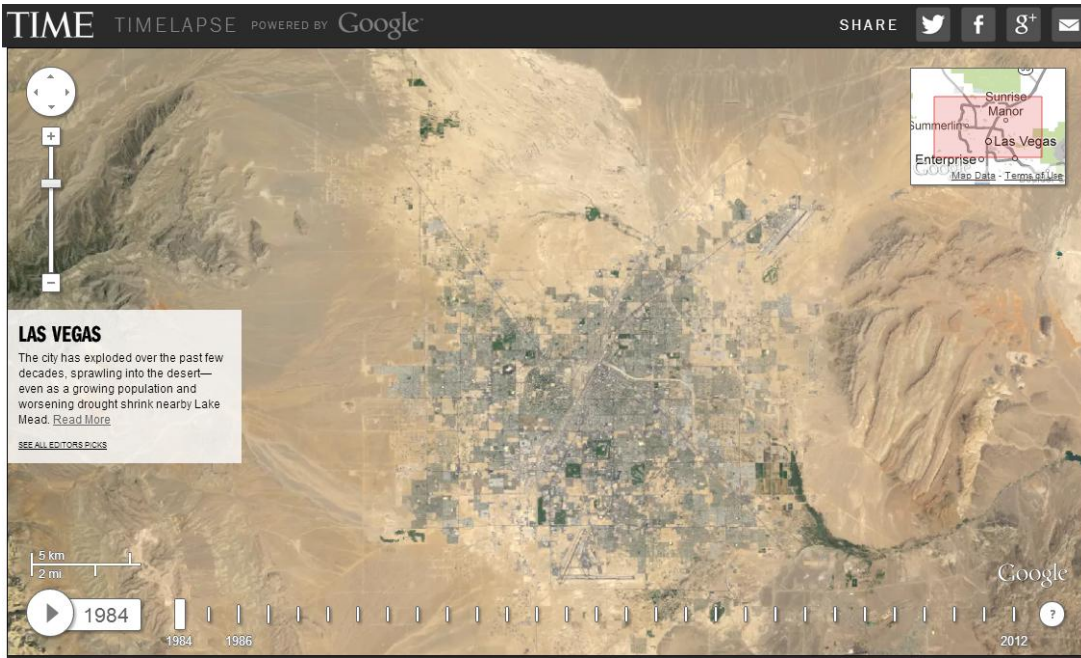 TIME TIMELAPSE POWERED BY Google
SHARE
Sunrise
Manor
Summerlin
Las Vegas
Enterprise
Google
Map Data - Terms of Use
LAS VEGAS
The city has exploded over the past few
decades, sprawling into the desert—
even as a growing population and
worsening drought shrink nearby Lake
Mead. Read More
SEE ALL EDITORS PICKS
5 km
2 mi
Google
1984
1984 1986 2012
?